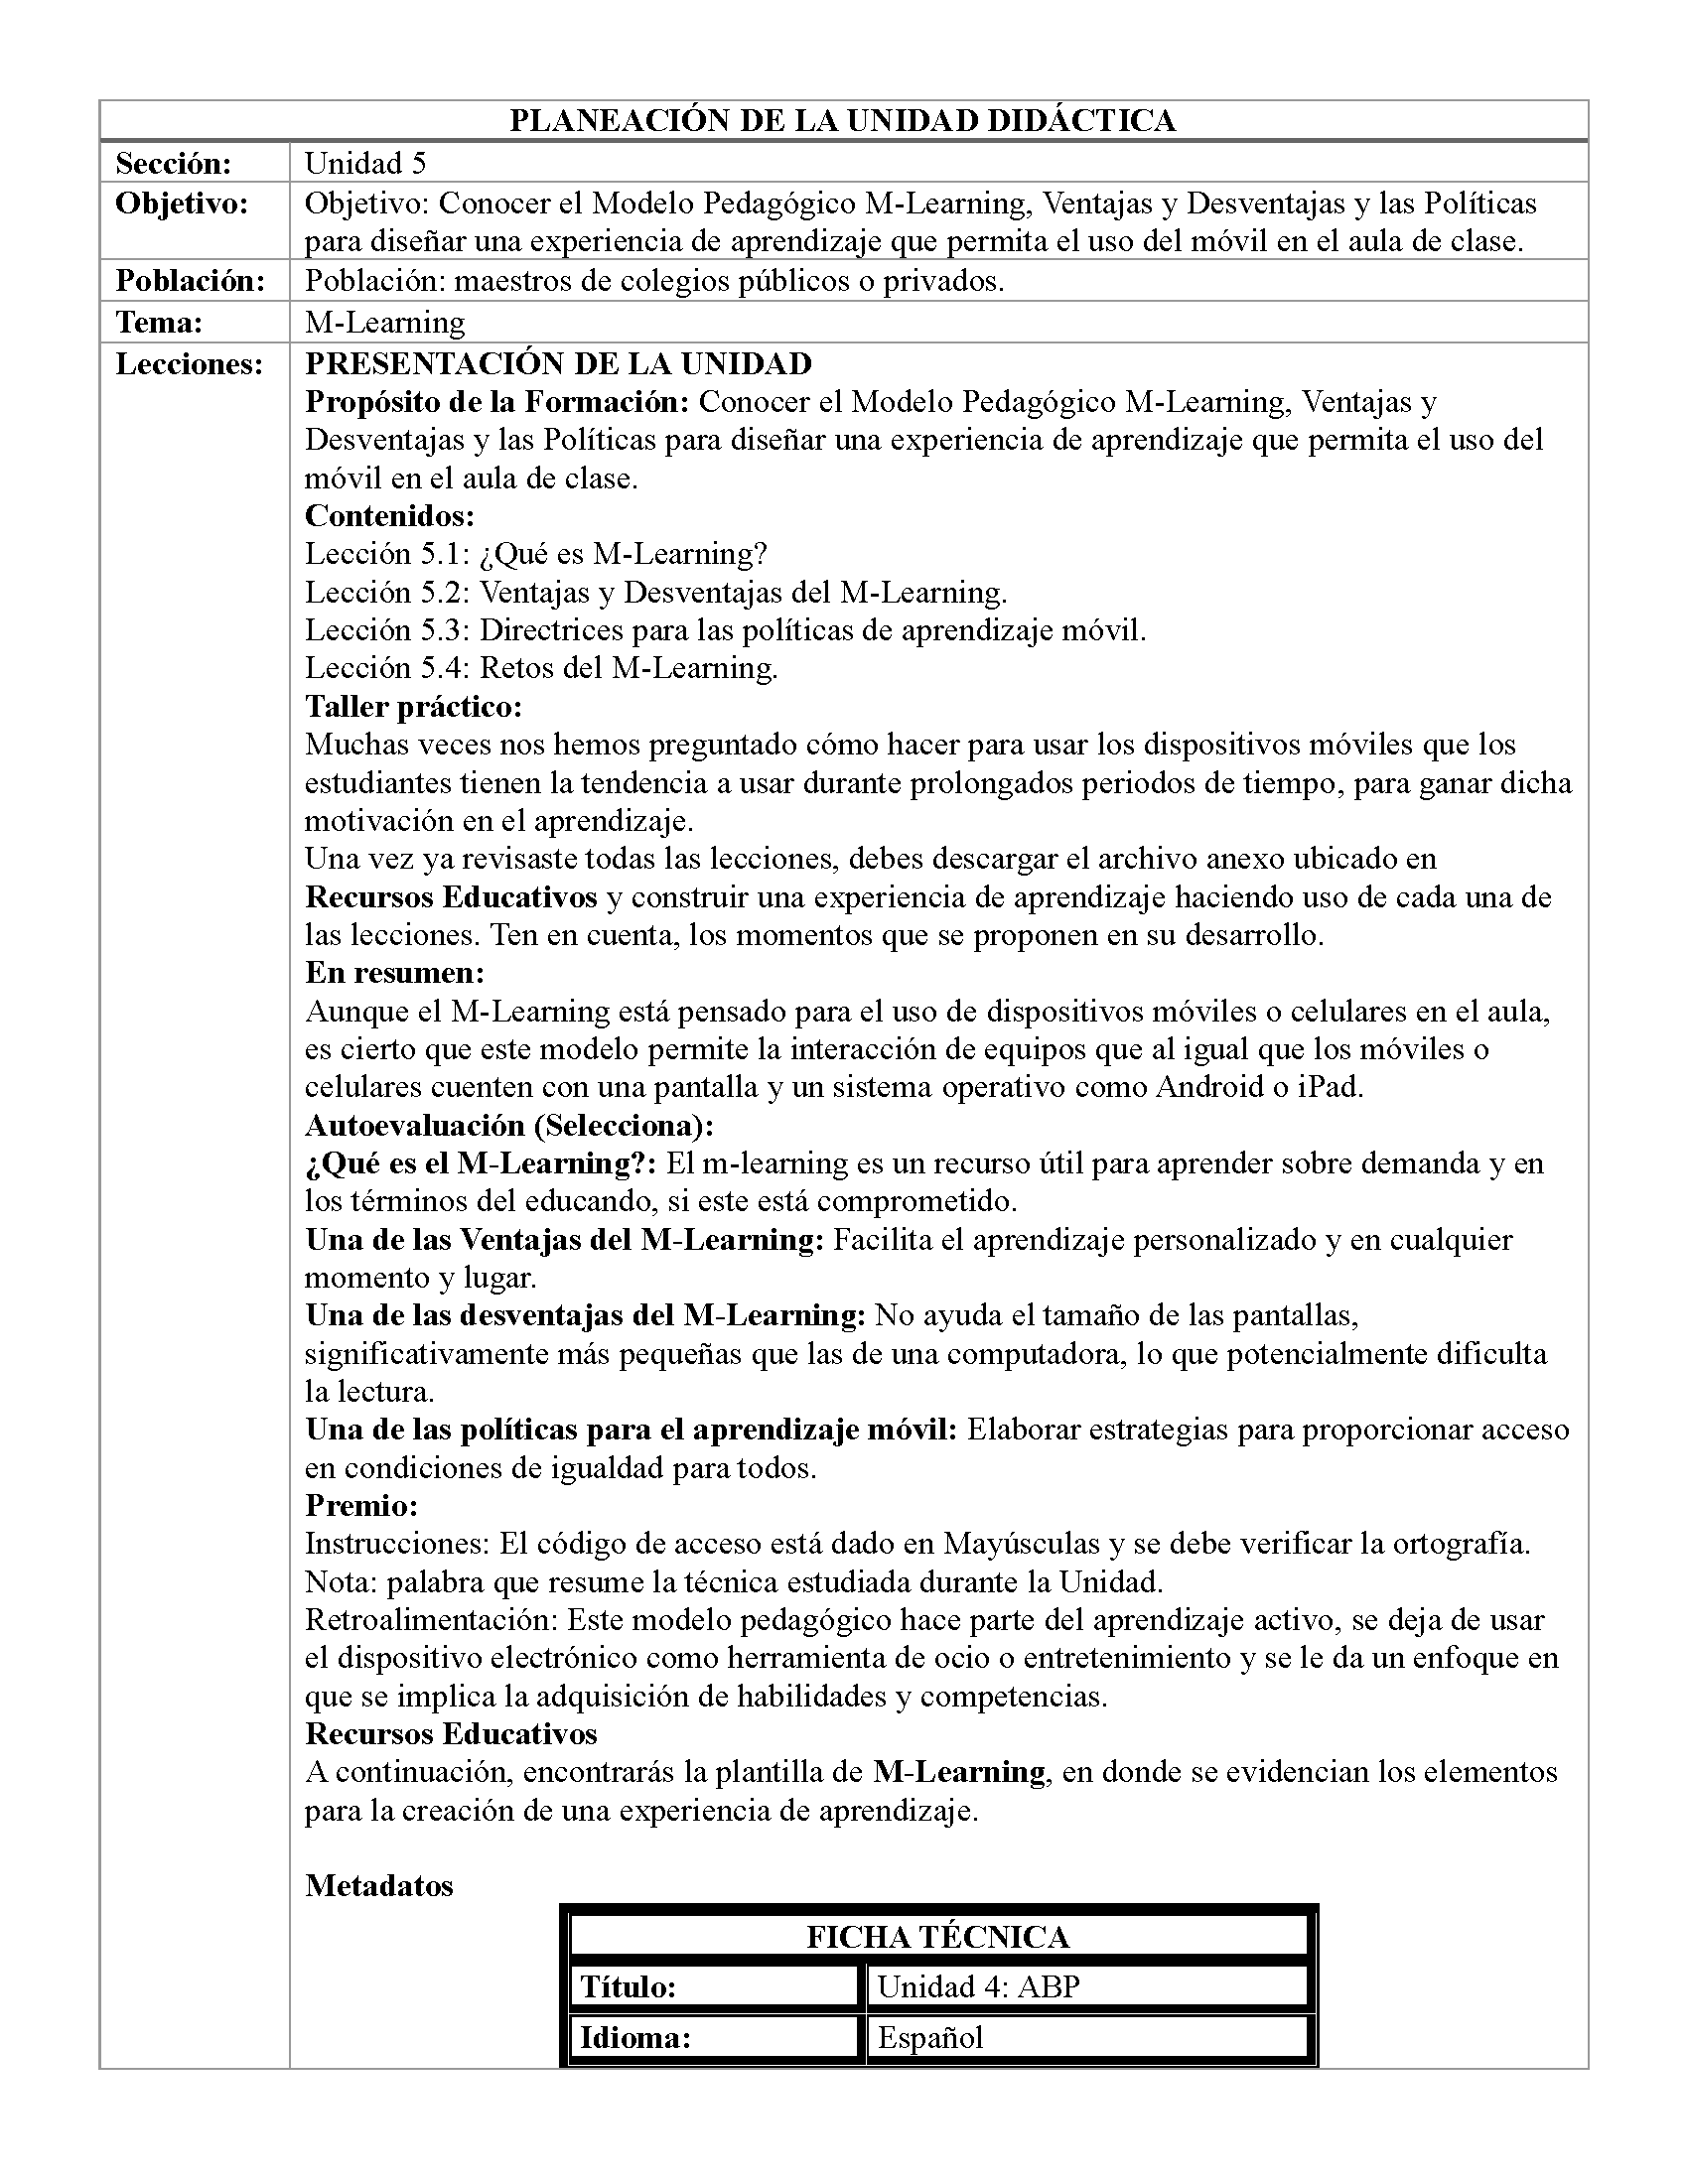 PLANEACIÓN DE LA UNIDAD DIDÁCTICA
Sección: Unidad 5
Objetivo: Objetivo: Conocer el Modelo Pedagógico M-Learning, Ventajas y Desventajas y las Políticas
para diseñar una experiencia de aprendizaje que permita el uso del móvil en el aula de clase.
Población: Población: maestros de colegios públicos o privados.
Tema: M-Learning
Lecciones: PRESENTACIÓN DE LA UNIDAD
Propósito de la Formación: Conocer el Modelo Pedagógico M-Learning, Ventajas y
Desventajas y las Políticas para diseñar una experiencia de aprendizaje que permita el uso del
móvil en el aula de clase.
Contenidos:
Lección 5.1: ¿Qué es M-Learning?
Lección 5.2: Ventajas y Desventajas del M-Learning.
Lección 5.3: Directrices para las políticas de aprendizaje móvil.
Lección 5.4: Retos del M-Learning.
Taller práctico:
Muchas veces nos hemos preguntado cómo hacer para usar los dispositivos móviles que los
estudiantes tienen la tendencia a usar durante prolongados periodos de tiempo, para ganar dicha
motivación en el aprendizaje.
Una vez ya revisaste todas las lecciones, debes descargar el archivo anexo ubicado en
Recursos Educativos y construir una experiencia de aprendizaje haciendo uso de cada una de
las lecciones. Ten en cuenta, los momentos que se proponen en su desarrollo.
En resumen:
Aunque el M-Learning está pensado para el uso de dispositivos móviles o celulares en el aula,
es cierto que este modelo permite la interacción de equipos que al igual que los móviles o
celulares cuenten con una pantalla y un sistema operativo como Android o iPad.
Autoevaluación (Selecciona):
¿Qué es el M-Learning?: El m-learning es un recurso útil para aprender sobre demanda y en
los términos del educando, si este está comprometido.
Una de las Ventajas del M-Learning: Facilita el aprendizaje personalizado y en cualquier
momento y lugar.
Una de las desventajas del M-Learning: No ayuda el tamaño de las pantallas,
significativamente más pequeñas que las de una computadora, lo que potencialmente dificulta
la lectura.
Una de las políticas para el aprendizaje móvil: Elaborar estrategias para proporcionar acceso
en condiciones de igualdad para todos.
Premio:
Instrucciones: El código de acceso está dado en Mayúsculas y se debe verificar la ortografía.
Nota: palabra que resume la técnica estudiada durante la Unidad.
Retroalimentación: Este modelo pedagógico hace parte del aprendizaje activo, se deja de usar
el dispositivo electrónico como herramienta de ocio o entretenimiento y se le da un enfoque en
que se implica la adquisición de habilidades y competencias.
Recursos Educativos
A continuación, encontrarás la plantilla de M-Learning, en donde se evidencian los elementos
para la creación de una experiencia de aprendizaje.
Metadatos
FICHA TÉCNICA
Título: Unidad 4: ABP
Idioma: Español